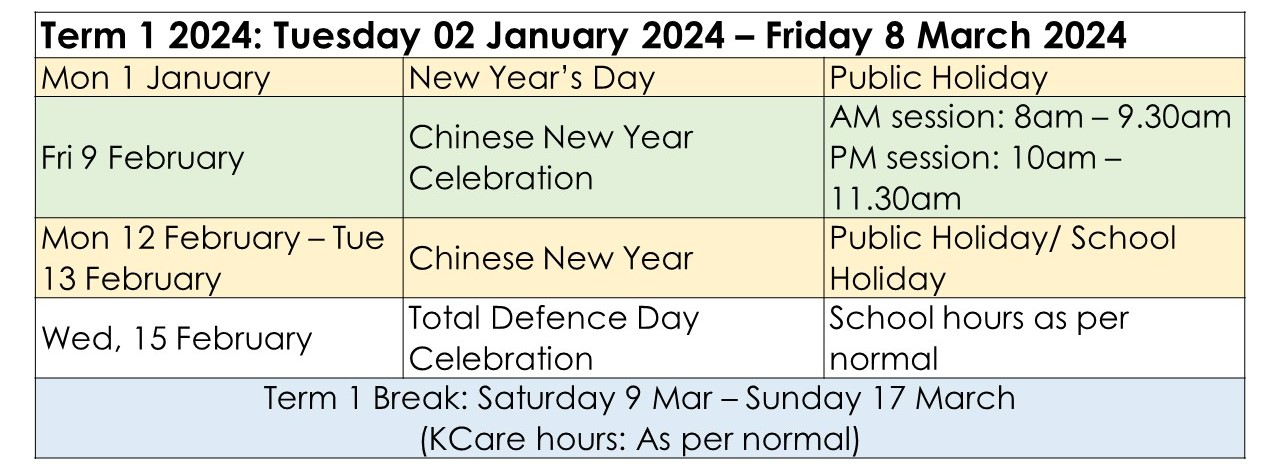 Term 1 2024: Tuesday 02 January 2024 – Friday 8 March 2024
Mon 1 January
New Year’s Day
Public Holiday
Fri 9 February
Chinese New Year
Celebration
AM session: 8am – 9.30am
PM session: 10am –
11.30am
Mon 12 February – Tue
13 February
Chinese New Year
Public Holiday/ School
Holiday
Wed, 15 February
Total Defence Day
Celebration
School hours as per
normal
Term 1 Break: Saturday 9 Mar – Sunday 17 March
(KCare hours: As per normal)